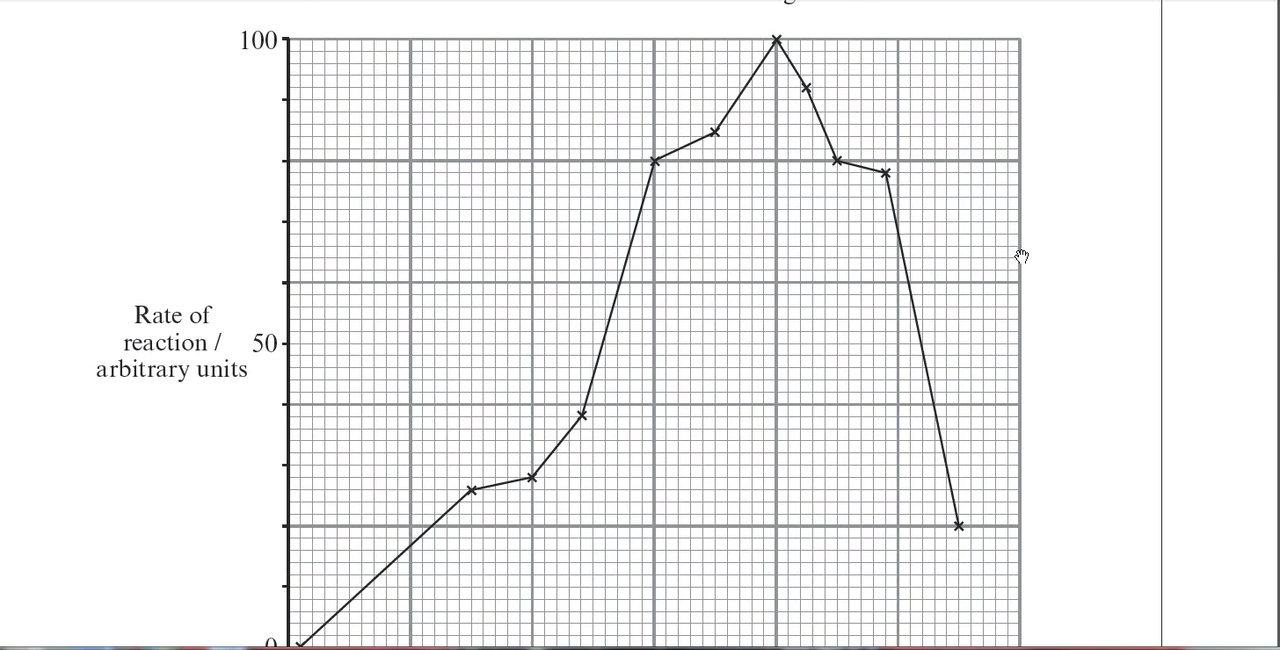 100
Rate of
reaction /
arbitrary units
50
0